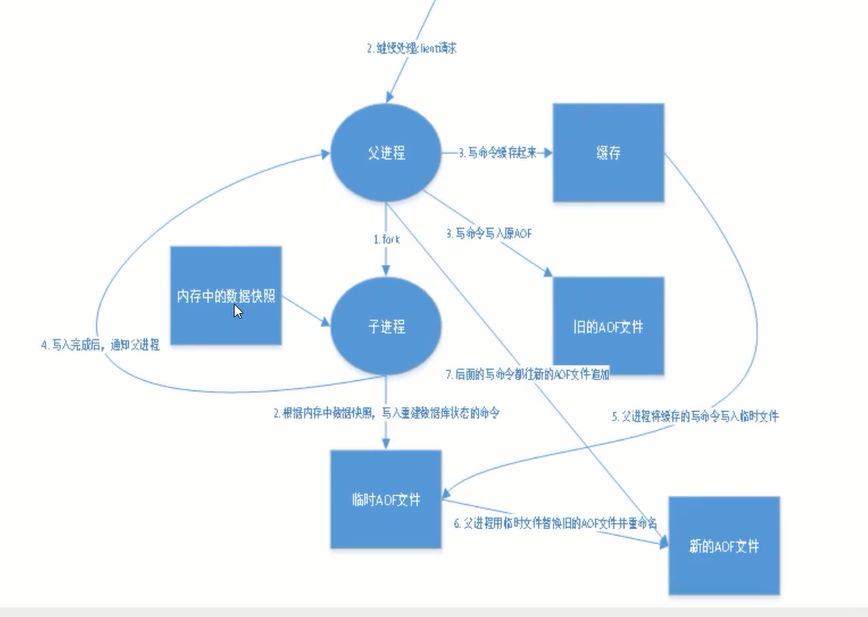 2.继续处理client请求
父进程
3.写命令缓存起来
缓存
1.fork
3.写命令写入原AOF
内存中的数据快照
子进程
旧的AOF文件
4.写入完成后，通知父进程
7.后面的写命令都往新的AOF文件追加
2.根据内存中数据快照，写入重建数据库状态的命令
5.父进程将缓存的写命令写入临时文件
临时AOF文件
6.父进程用临时文件替换旧的AOF文件并重命名
新的AOF文件